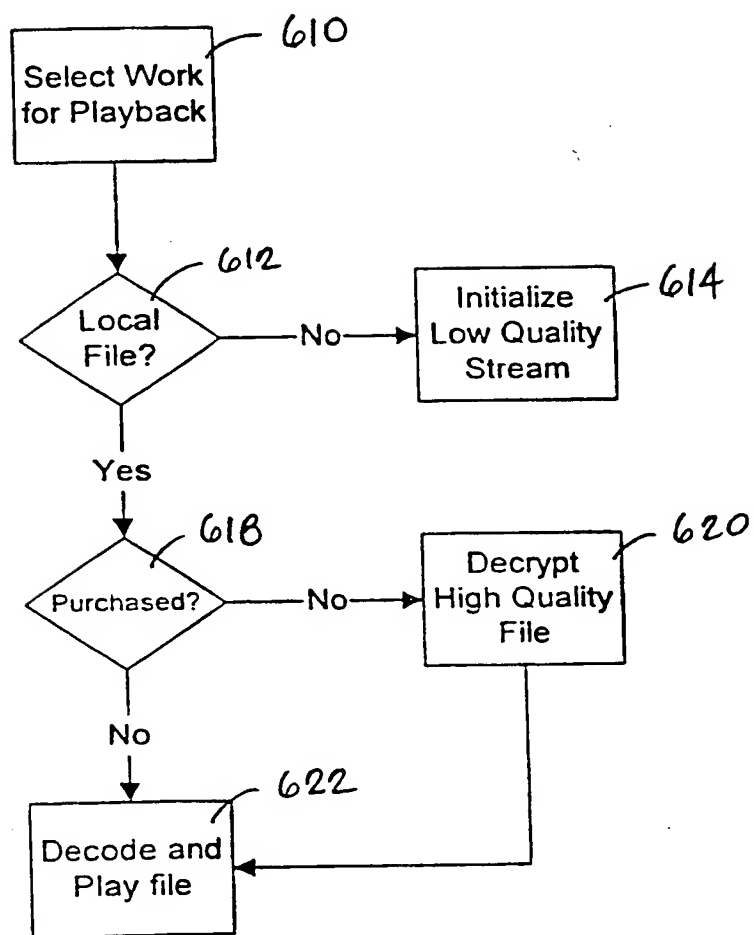 610
Select Work
for Playback
612
Local
File?
No
Initialize
Low Quality
Stream
614
Yes
618
Purchased?
No
Decrypt
High Quality
File
620
No
622
Decode and
Play file